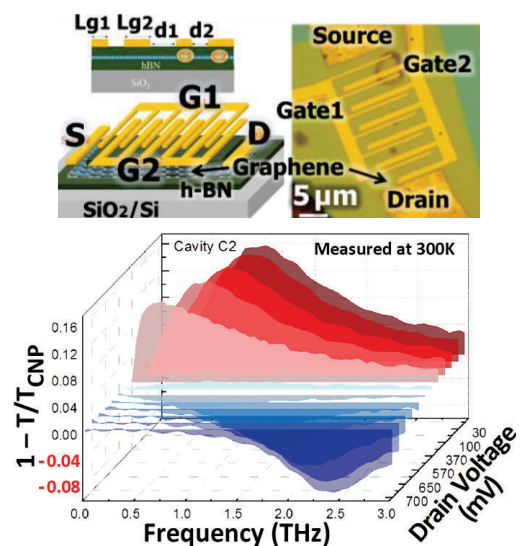 Lg1 Lg2 d1 d2
hBN
SiO2
G1
S
D
G2
Graphene
h-BN
SiO2/Si
Source
Gate2
Gate1
Drain
5 μm
Cavity C2
Measured at 300K
1 − T/T_CNP
0.16
0.12
0.08
0.04
0.00
-0.04
-0.08
0.0 0.5 1.0 1.5 2.0 2.5 3.0
Frequency (THz)
30
100
370
570
650
700
Drain Voltage
(mV)